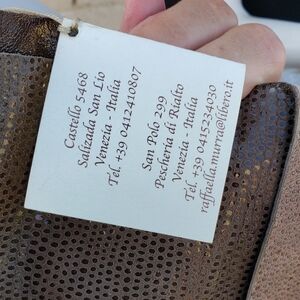 Castello 5468
Salizada San Lio
Venezia - Italia
Tel. +39 0412410807
San Polo 299
Pescheria di Rialto
Venezia - Italia
Tel. +39 0415234030
raffaella.murra@libero.it